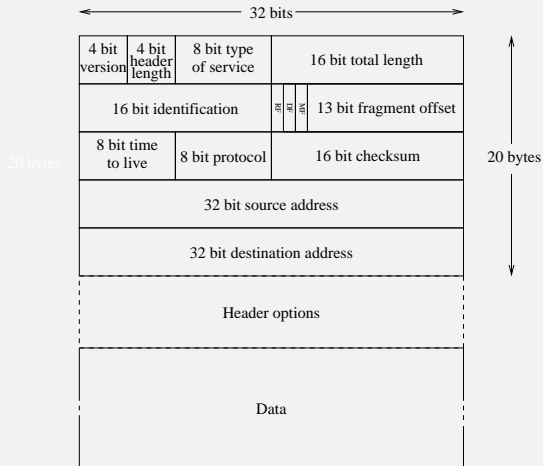 32 bits
4 bit
version
4 bit
header
length
8 bit type
of service
16 bit total length
16 bit identification
RF
DF
MF
13 bit fragment offset
20 bytes
8 bit time
to live
8 bit protocol
16 bit checksum
20 bytes
32 bit source address
32 bit destination address
Header options
Data